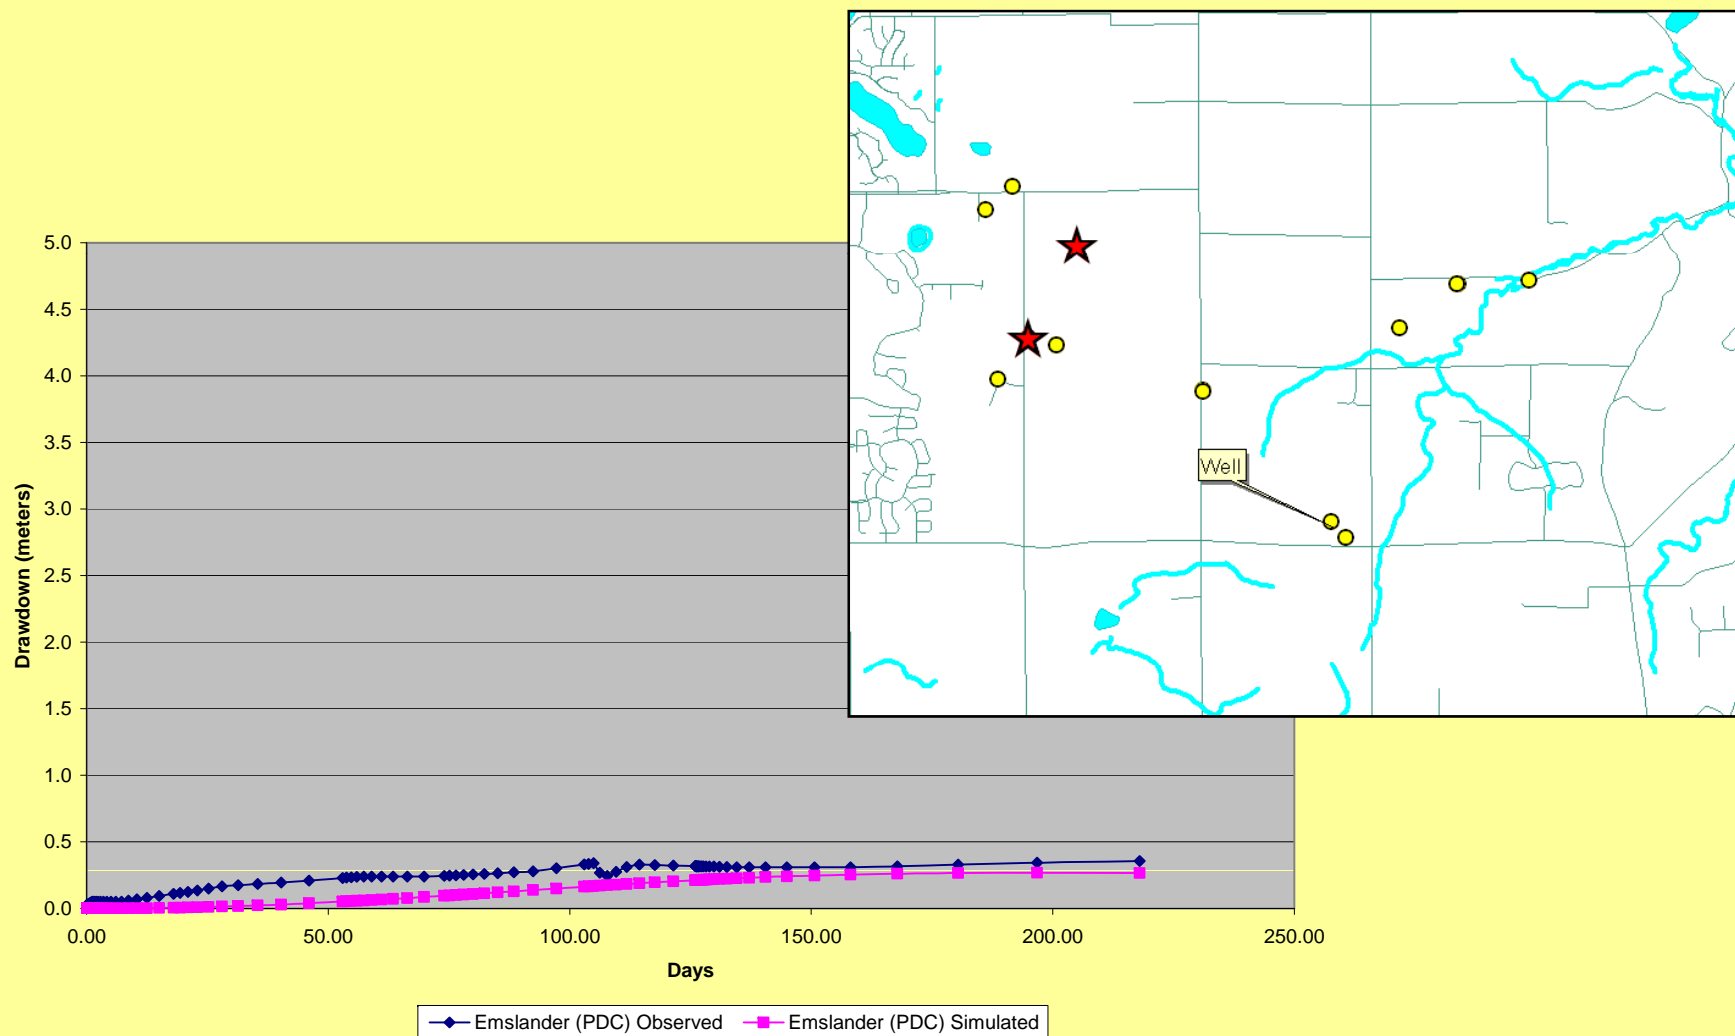 Well
5.0
4.5
4.0
3.5
3.0
2.5
2.0
1.5
1.0
0.5
0.0
Drawdown (meters)
0.00 50.00 100.00 150.00 200.00 250.00
Days
Emslander (PDC) Observed Emslander (PDC) Simulated